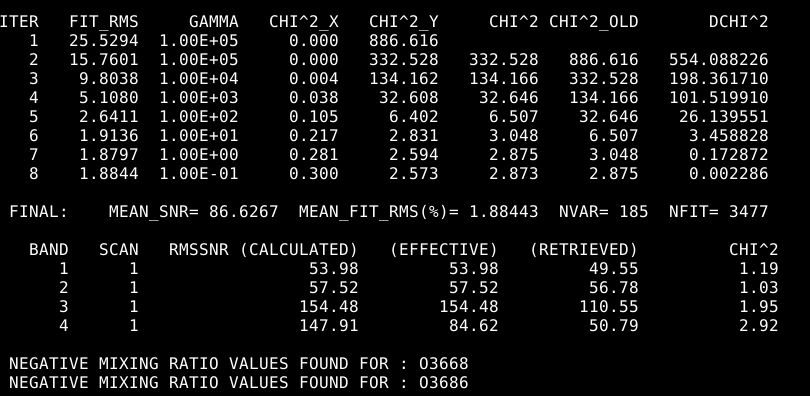 ITER FIT_RMS GAMMA CHI^2_X CHI^2_Y CHI^2 CHI^2_OLD DCHI^2
1 25.5294 1.00E+05 0.000 886.616
2 15.7601 1.00E+05 0.000 332.528 332.528 886.616 554.088226
3 9.8038 1.00E+04 0.004 134.162 134.166 332.528 198.361710
4 5.1080 1.00E+03 0.038 32.608 32.646 134.166 101.519910
5 2.6411 1.00E+02 0.105 6.402 6.507 32.646 26.139551
6 1.9136 1.00E+01 0.217 2.831 3.048 6.507 3.458828
7 1.8797 1.00E+00 0.281 2.594 2.875 3.048 0.172872
8 1.8844 1.00E-01 0.300 2.573 2.873 2.875 0.002286
FINAL: MEAN_SNR= 86.6267 MEAN_FIT_RMS(%)= 1.88443 NVAR= 185 NFIT= 3477
BAND SCAN RMSSNR (CALCULATED) (EFFECTIVE) (RETRIEVED) CHI^2
1 1 53.98 53.98 49.55 1.19
2 1 57.52 57.52 56.78 1.03
3 1 154.48 154.48 110.55 1.95
4 1 147.91 84.62 50.79 2.92
NEGATIVE MIXING RATIO VALUES FOUND FOR : O3668
NEGATIVE MIXING RATIO VALUES FOUND FOR : O3686